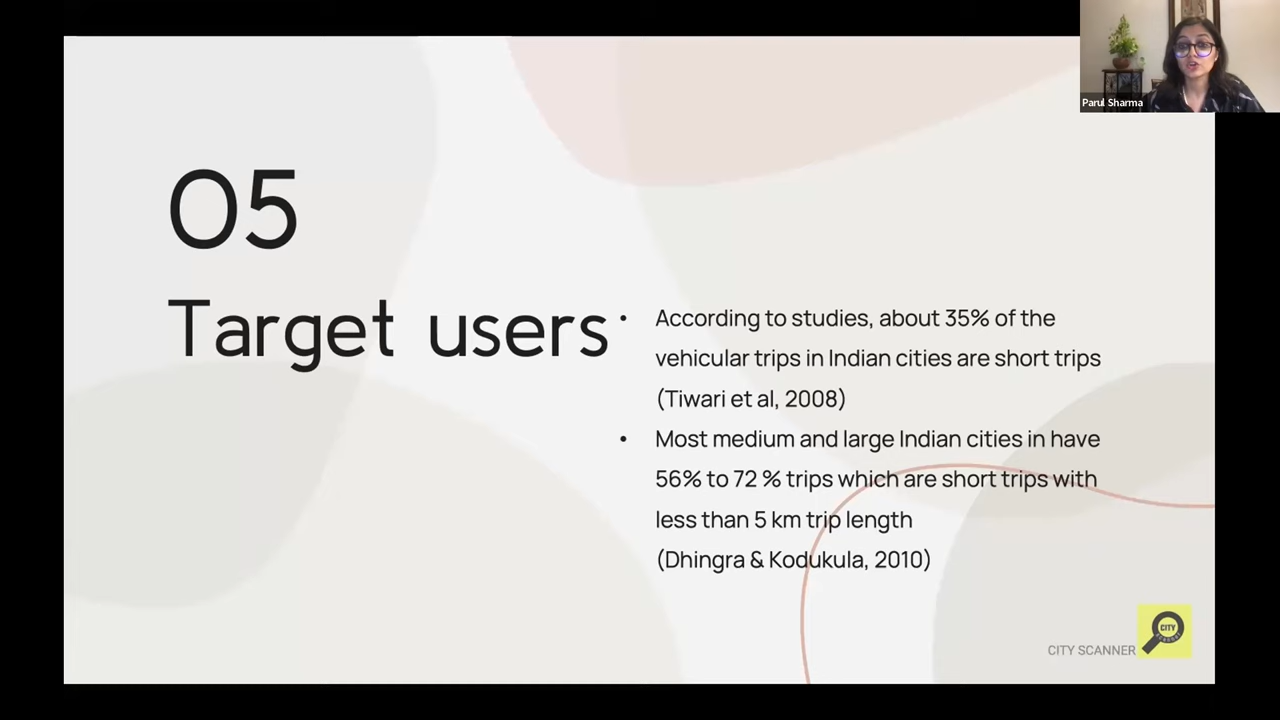 Parul Sharma
05
Target users
• According to studies, about 35% of the
vehicular trips in Indian cities are short trips
(Tiwari et al, 2008)
• Most medium and large Indian cities in have
56% to 72 % trips which are short trips with
less than 5 km trip length
(Dhingra & Kodukula, 2010)
CITY SCANNER
CITY